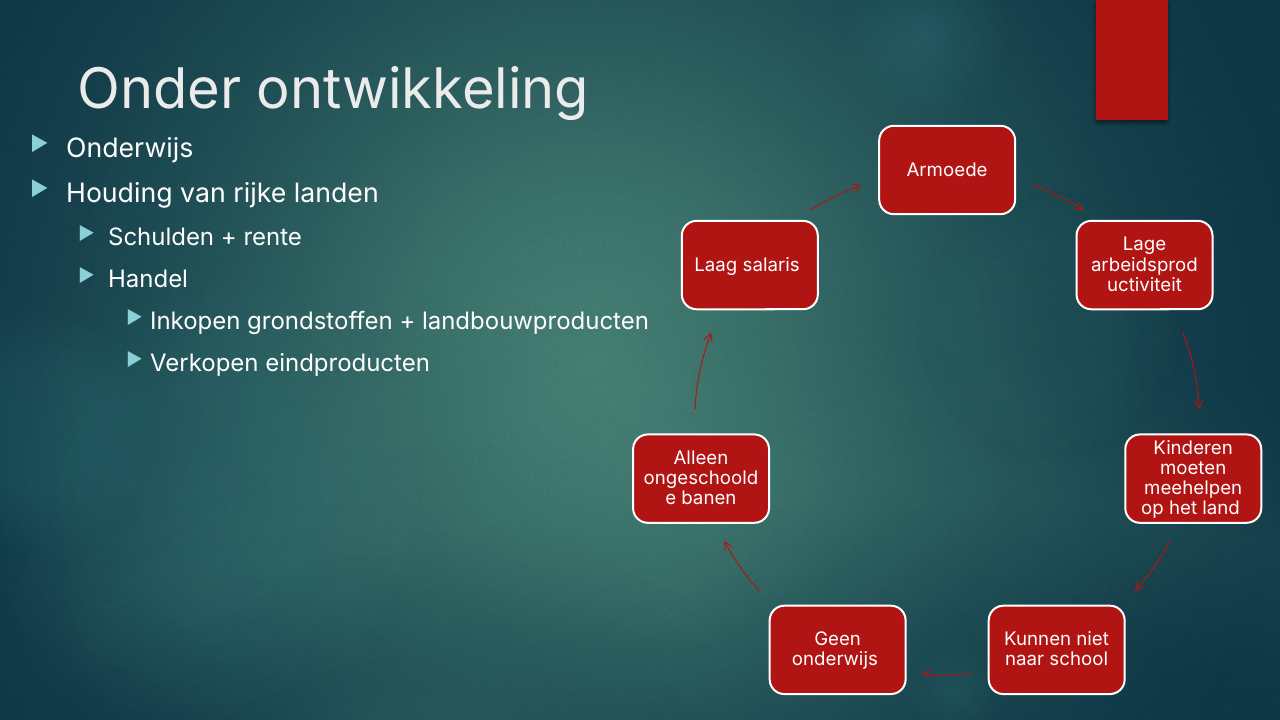 Onder ontwikkeling
Onderwijs
Houding van rijke landen
Schulden + rente
Handel
Inkopen grondstoffen + landbouwproducten
Verkopen eindproducten
Armoede
Lage
arbeidsprod
uctiviteit
Kinderen
moeten
meehelpen
op het land
Kunnen niet
naar school
Geen
onderwijs
Alleen
ongeschoold
e banen
Laag salaris